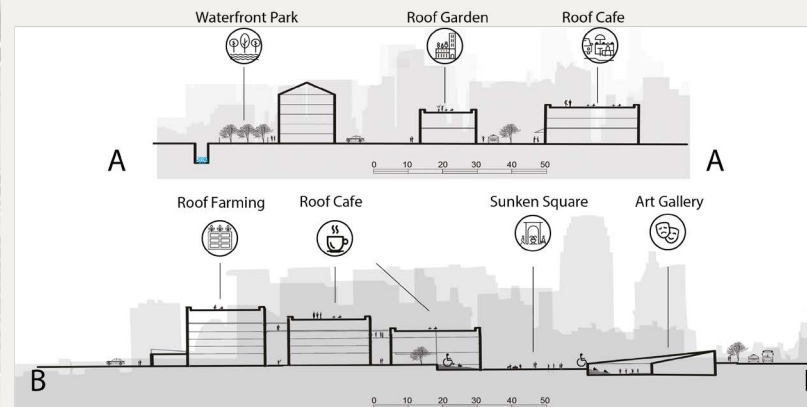 Waterfront Park Roof Garden Roof Cafe
A A
0 10 20 30 40 50
Roof Farming Roof Cafe Sunken Square Art Gallery
B
0 10 20 30 40 50